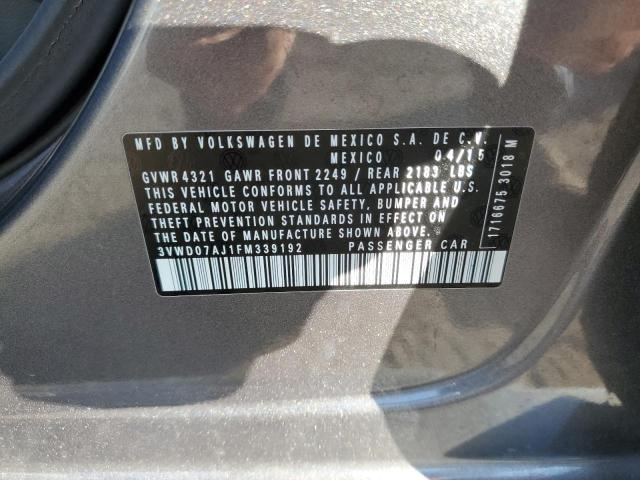 MFD BY VOLKSWAGEN DE MEXICO S.A. DE C.V.
MEXICO 04/15
GVWR 4321 GAWR FRONT 2249 / REAR 2183 LBS
THIS VEHICLE CONFORMS TO ALL APPLICABLE U.S.
FEDERAL MOTOR VEHICLE SAFETY, BUMPER AND
THEFT PREVENTION STANDARDS IN EFFECT ON
THE DATE OF MANUFACTURE SHOWN ABOVE.
3VWD07AJ1FM339192 PASSENGER CAR
1716675 3018 M